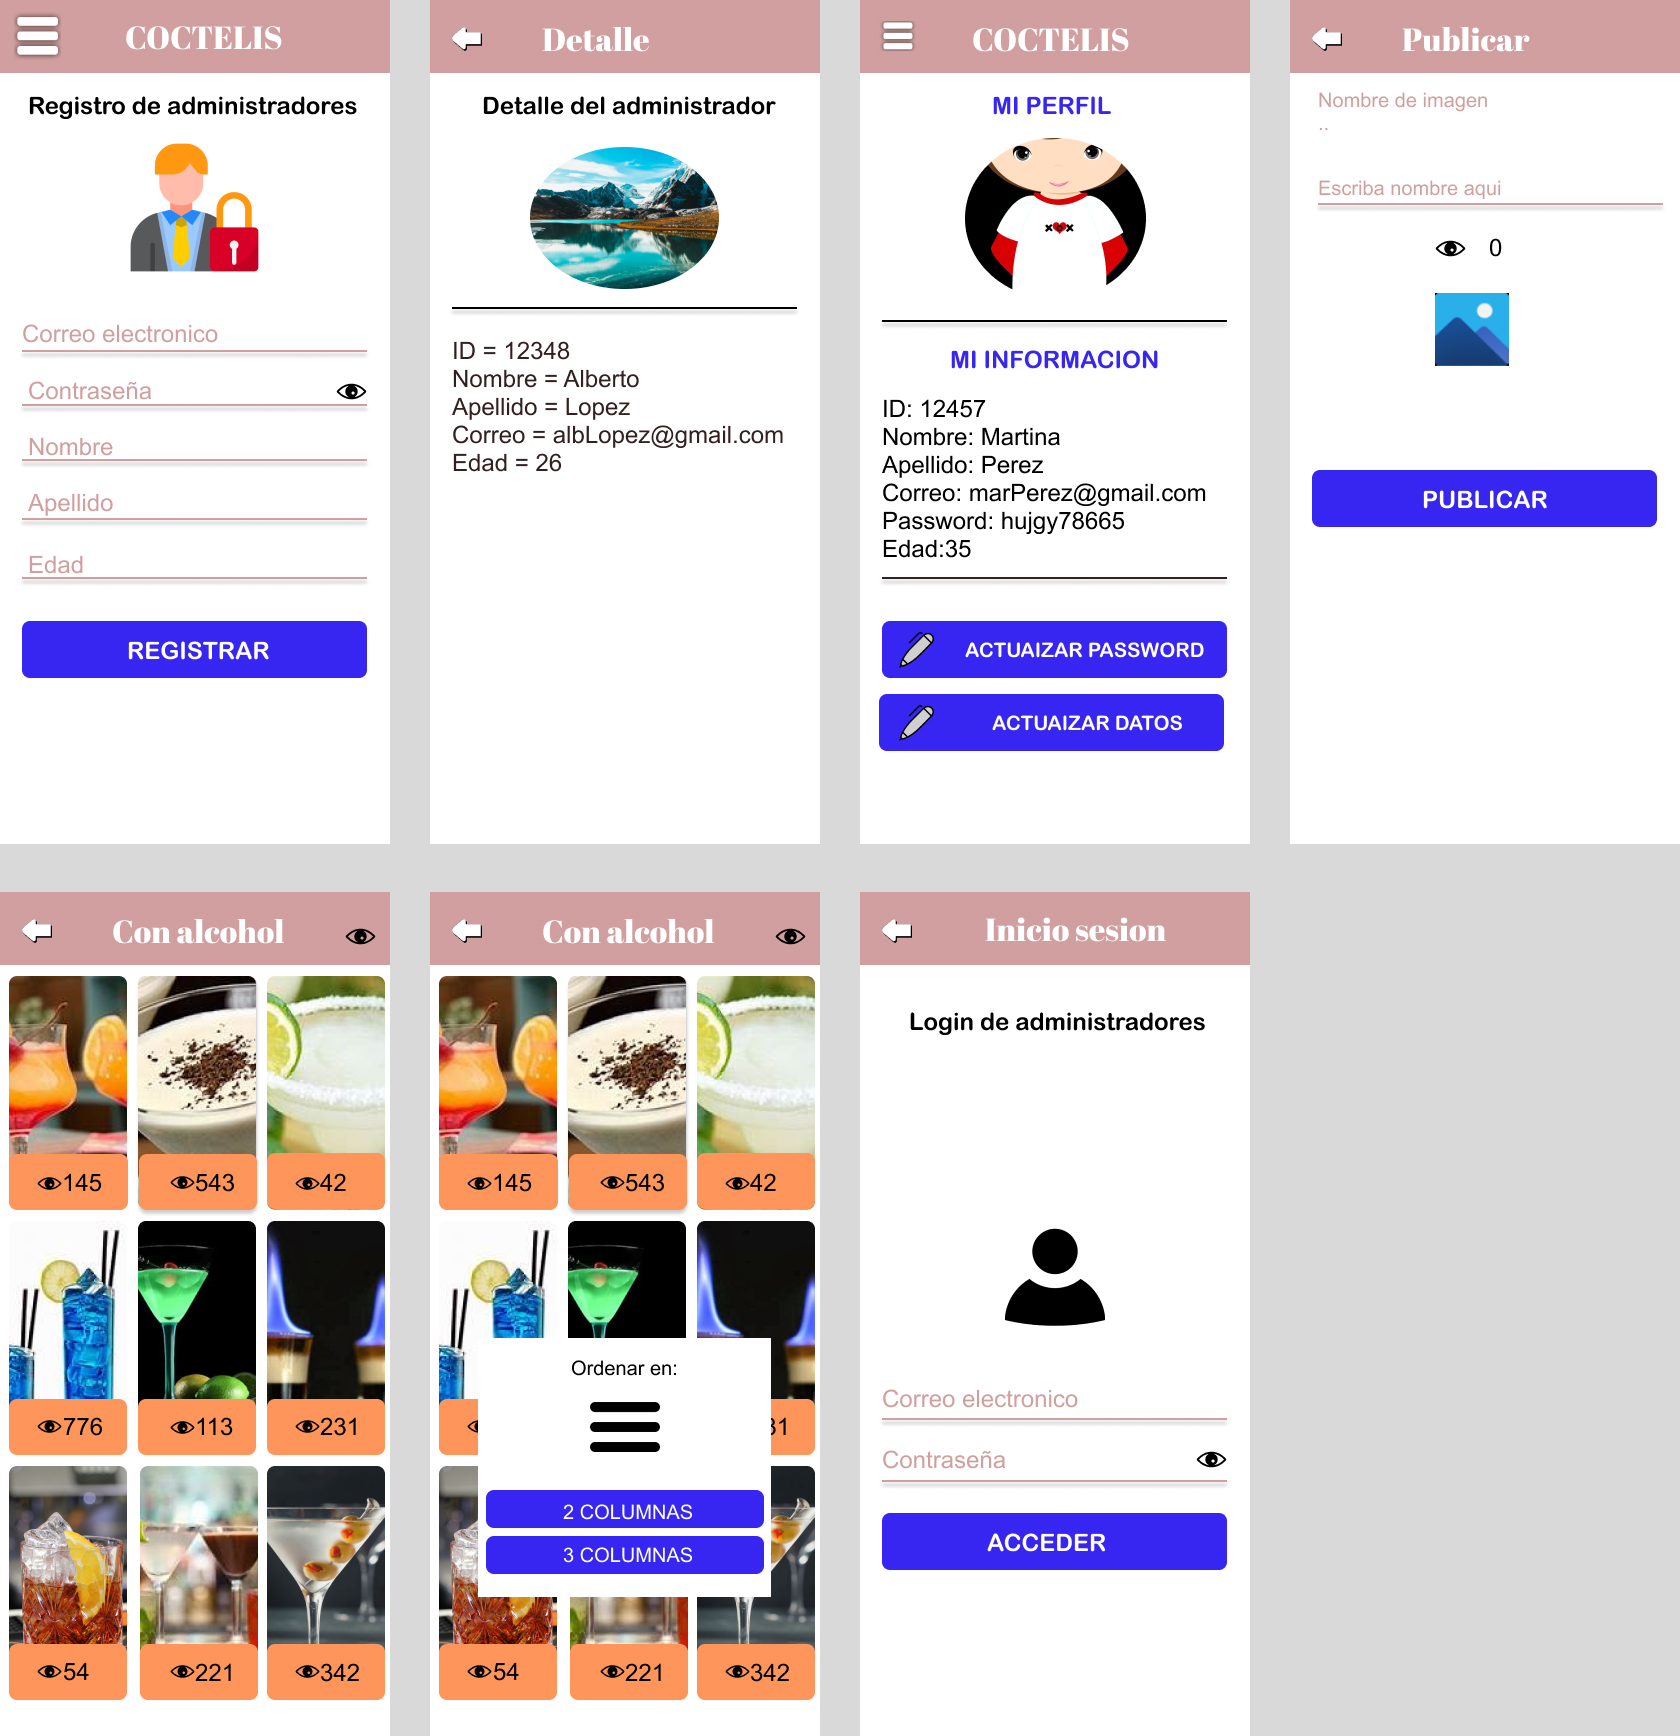 COCTELIS
Registro de administradores
Correo electronico
Contraseña
Nombre
Apellido
Edad
REGISTRAR
Detalle
Detalle del administrador
ID = 12348
Nombre = Alberto
Apellido = Lopez
Correo = albLopez@gmail.com
Edad = 26
COCTELIS
MI PERFIL
MI INFORMACION
ID: 12457
Nombre: Martina
Apellido: Perez
Correo: marPerez@gmail.com
Password: hujgy78665
Edad:35
ACTUAIZAR PASSWORD
ACTUAIZAR DATOS
Publicar
Nombre de imagen
..
Escriba nombre aqui
0
PUBLICAR
Con alcohol
145 543 42
776 113 231
54 221 342
Con alcohol
145 543 42
31
Ordenar en:
2 COLUMNAS
3 COLUMNAS
54 221 342
Inicio sesion
Login de administradores
Correo electronico
Contraseña
ACCEDER